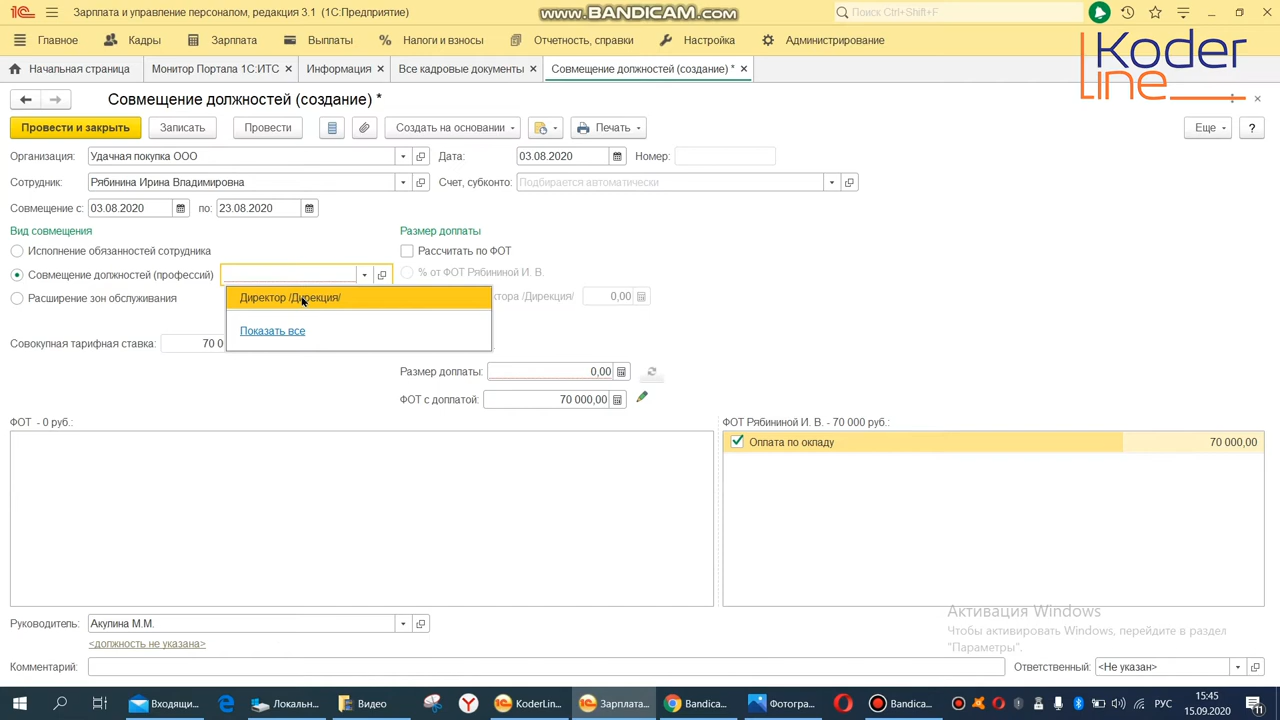 Зарплата и управление персоналом, редакция 3.1 (1С:Предприятие)
www.BANDICAM.com
Поиск Ctrl+Shift+F
Главное Кадры Зарплата Выплаты Налоги и взносы Отчетность, справки Настройка Администрирование
Koder Line
Начальная страница Монитор Портала 1С:ИТС Информация Все кадровые документы Совмещение должностей (создание) *
Совмещение должностей (создание) *
Провести и закрыть Записать Провести Создать на основании Печать Еще ?
Организация: Удачная покупка ООО Дата: 03.08.2020 Номер:
Сотрудник: Рябинина Ирина Владимировна Счет, субконто: Подбирается автоматически
Совмещение с: 03.08.2020 по: 23.08.2020
Вид совмещения Размер доплаты
Исполнение обязанностей сотрудника Рассчитать по ФОТ
Совмещение должностей (профессий) % от ФОТ Рябининой И. В.
Расширение зон обслуживания Директор /Дирекция/ ктора /Дирекция/ 0,00
Показать все
Совокупная тарифная ставка: 70 0
Размер доплаты: 0,00
ФОТ с доплатой: 70 000,00
ФОТ - 0 руб.: ФОТ Рябининой И. В. - 70 000 руб.:
Оплата по окладу 70 000,00
Руководитель: Акулина М.М.
<должность не указана>
Активация Windows
Чтобы активировать Windows, перейдите в раздел
"Параметры".
Комментарий: Ответственный: <Не указан>
Входящи... Локальн... Видео KoderLin... Зарплата... Bandica... Фотогра... Bandica... РУС 15:45
15.09.2020
11